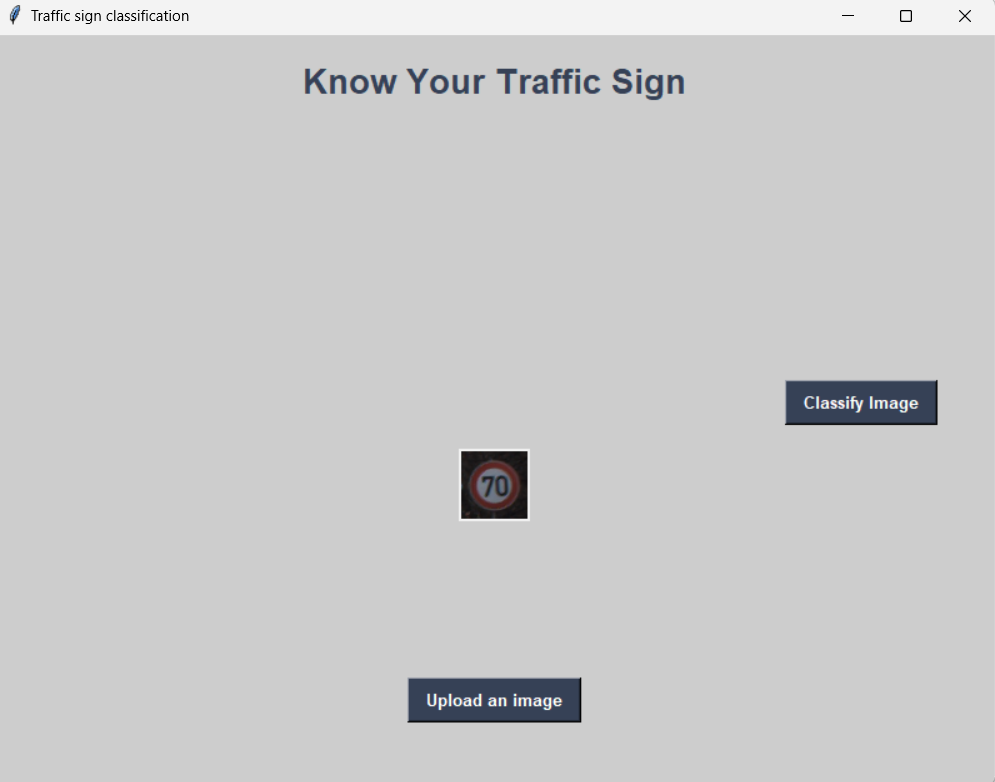 Traffic sign classification
Know Your Traffic Sign
Classify Image
70
Upload an image